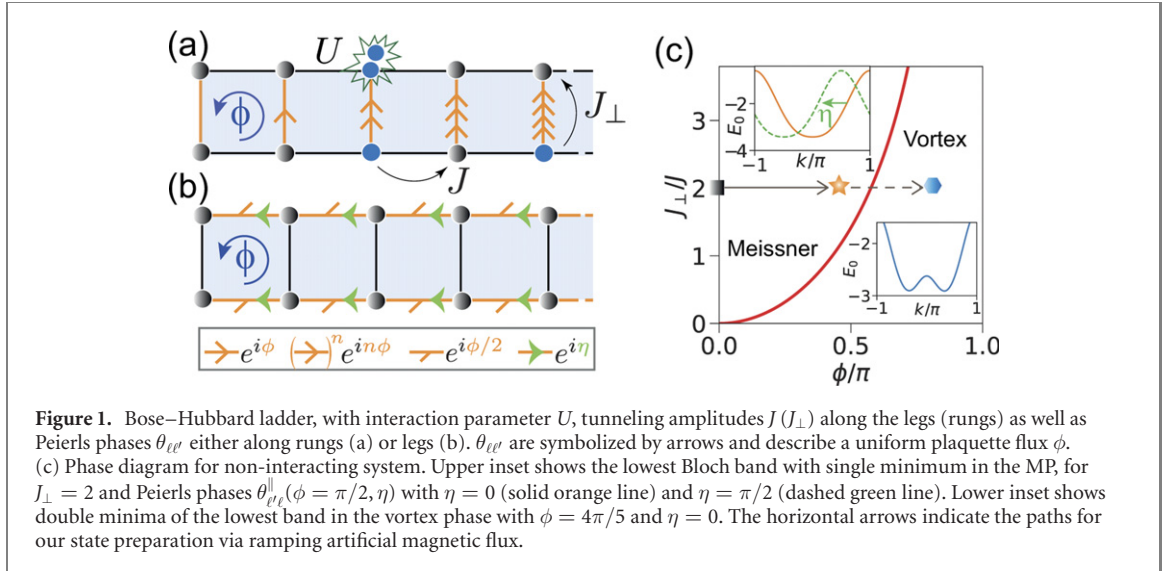 (a)
U
ϕ
J⊥
J
(b)
ϕ
e^{iϕ} ( )^n e^{inϕ} e^{iϕ/2} e^{iη}
(c)
J⊥/J
3
2
1
0
0.0 0.5 1.0
ϕ/π
Vortex
Meissner
E₀
−2
−4
−1 k/π 1
η
E₀
−2
−3
−1 k/π 1
Figure 1. Bose–Hubbard ladder, with interaction parameter U, tunneling amplitudes J (J⊥) along the legs (rungs) as well as
Peierls phases θℓℓ′ either along rungs (a) or legs (b). θℓℓ′ are symbolized by arrows and describe a uniform plaquette flux ϕ.
(c) Phase diagram for non-interacting system. Upper inset shows the lowest Bloch band with single minimum in the MP, for
J⊥ = 2 and Peierls phases θ^∥_{ℓ′ℓ}(ϕ = π/2, η) with η = 0 (solid orange line) and η = π/2 (dashed green line). Lower inset shows
double minima of the lowest band in the vortex phase with ϕ = 4π/5 and η = 0. The horizontal arrows indicate the paths for
our state preparation via ramping artificial magnetic flux.